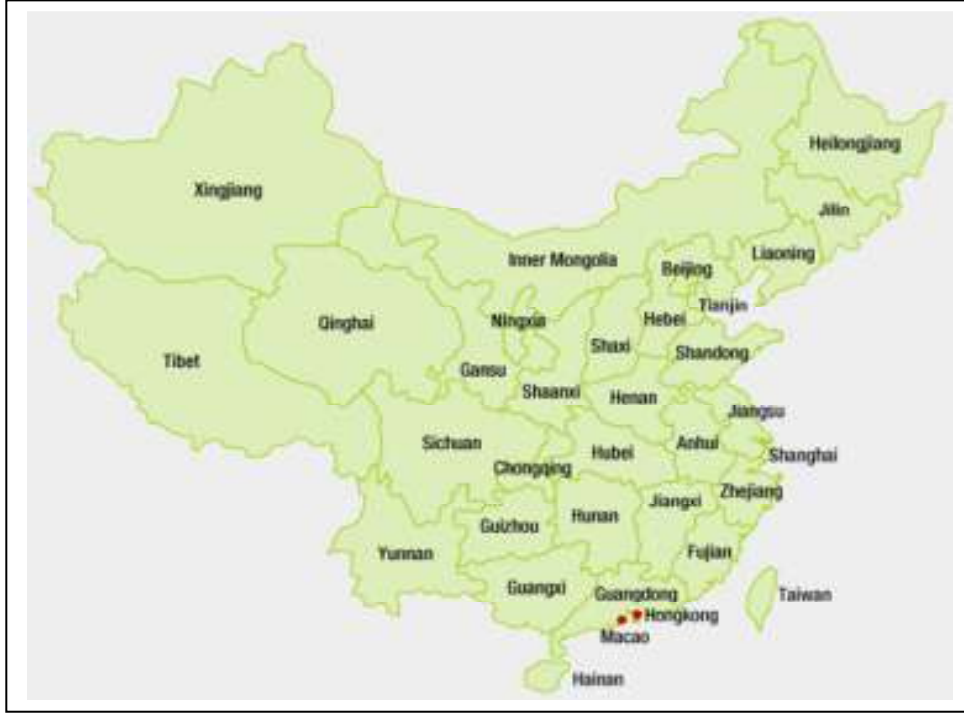 Heilongjiang
Xingjiang
Jilin
Liaoning
Inner Mongolia
Beijing
Tianjin
Qinghai
Ningxia
Hebei
Shaxi
Shandong
Tibet
Gansu
Shaanxi
Henan
Jiangsu
Sichuan
Anhui
Hubei
Shanghai
Chongqing
Zhejiang
Jiangxi
Hunan
Guizhou
Yunnan
Fujian
Guangxi
Guangdong
Taiwan
Hongkong
Macao
Hainan